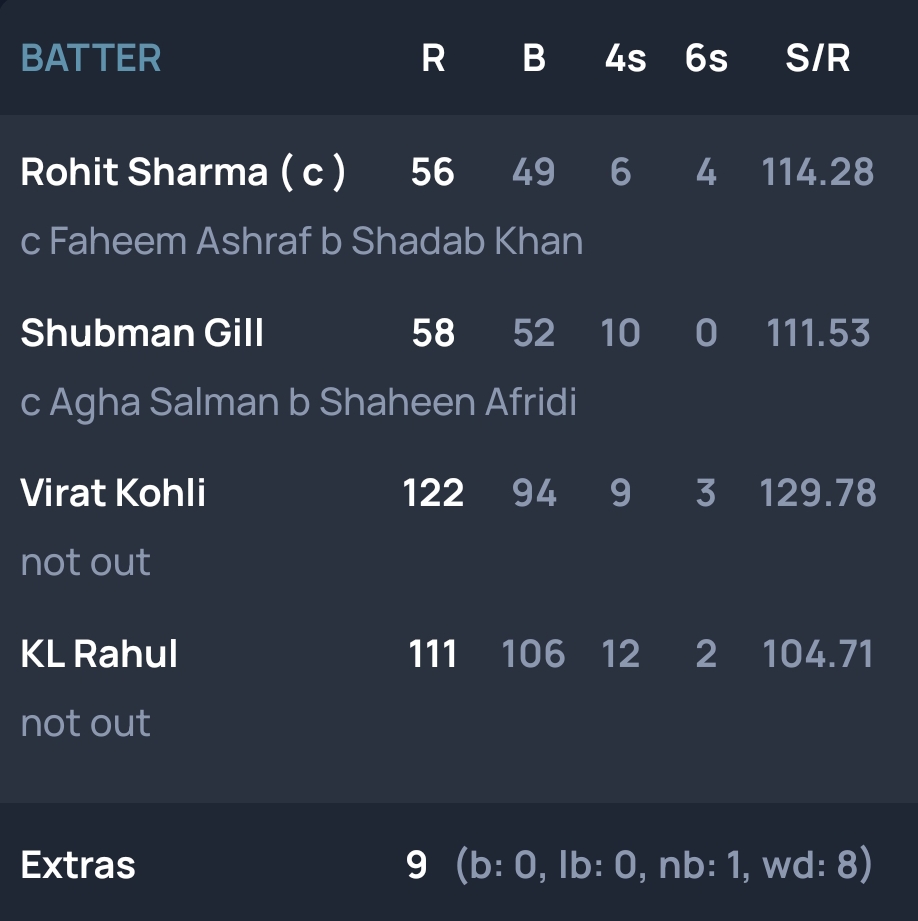 BATTER R B 4s 6s S/R
Rohit Sharma ( c ) 56 49 6 4 114.28
c Faheem Ashraf b Shadab Khan
Shubman Gill 58 52 10 0 111.53
c Agha Salman b Shaheen Afridi
Virat Kohli 122 94 9 3 129.78
not out
KL Rahul 111 106 12 2 104.71
not out
Extras 9 (b: 0, lb: 0, nb: 1, wd: 8)